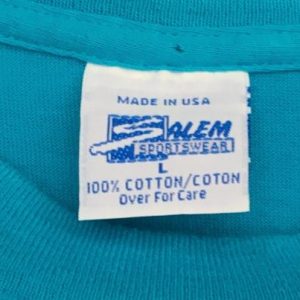 MADE IN USA
SALEM
SPORTSWEAR
L
100% COTTON/COTON
Over For Care